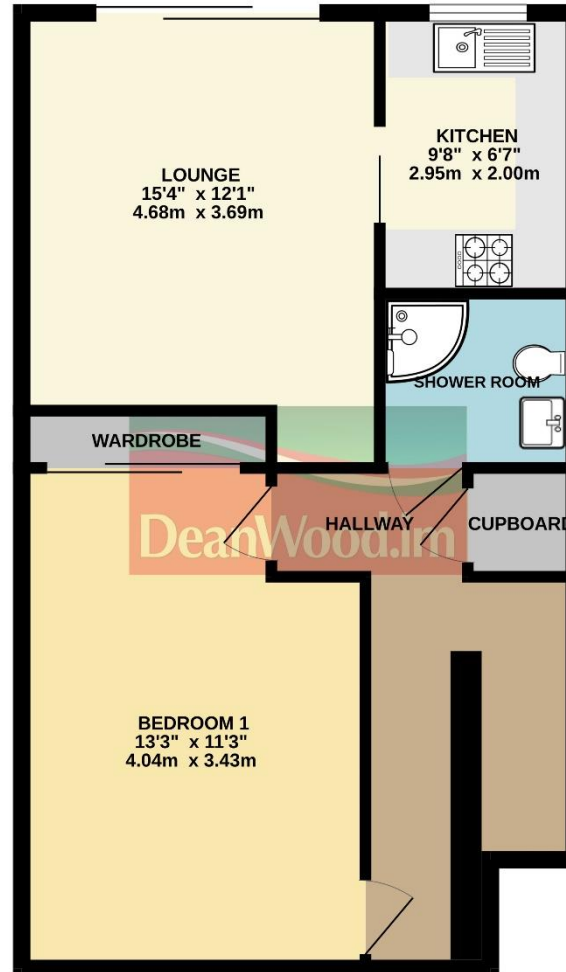 LOUNGE
15'4" x 12'1"
4.68m x 3.69m
KITCHEN
9'8" x 6'7"
2.95m x 2.00m
SHOWER ROOM
WARDROBE
HALLWAY
CUPBOARD
DeanWood.im
BEDROOM 1
13'3" x 11'3"
4.04m x 3.43m